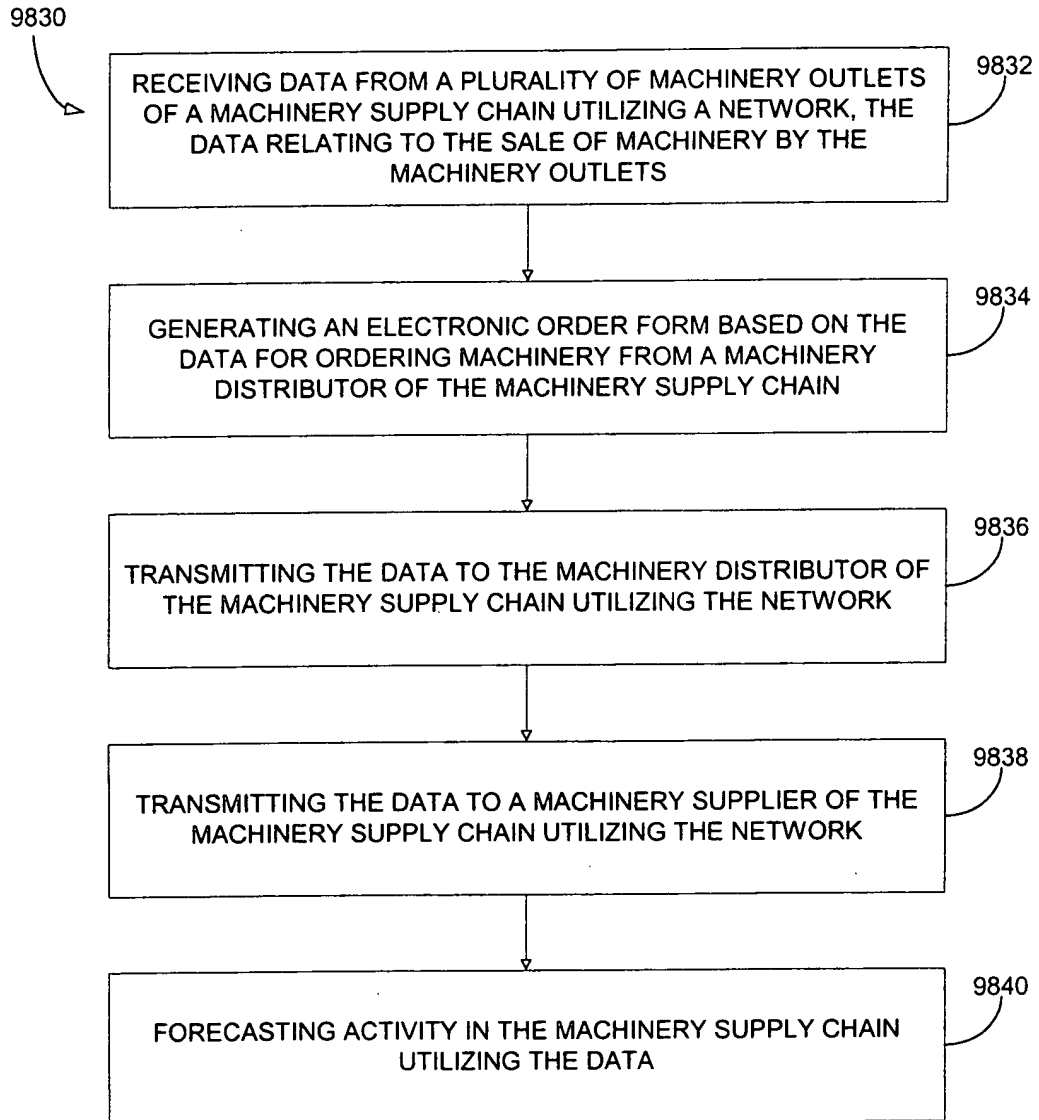 9830
RECEIVING DATA FROM A PLURALITY OF MACHINERY OUTLETS
OF A MACHINERY SUPPLY CHAIN UTILIZING A NETWORK, THE
DATA RELATING TO THE SALE OF MACHINERY BY THE
MACHINERY OUTLETS
9832
GENERATING AN ELECTRONIC ORDER FORM BASED ON THE
DATA FOR ORDERING MACHINERY FROM A MACHINERY
DISTRIBUTOR OF THE MACHINERY SUPPLY CHAIN
9834
TRANSMITTING THE DATA TO THE MACHINERY DISTRIBUTOR OF
THE MACHINERY SUPPLY CHAIN UTILIZING THE NETWORK
9836
TRANSMITTING THE DATA TO A MACHINERY SUPPLIER OF THE
MACHINERY SUPPLY CHAIN UTILIZING THE NETWORK
9838
FORECASTING ACTIVITY IN THE MACHINERY SUPPLY CHAIN
UTILIZING THE DATA
9840